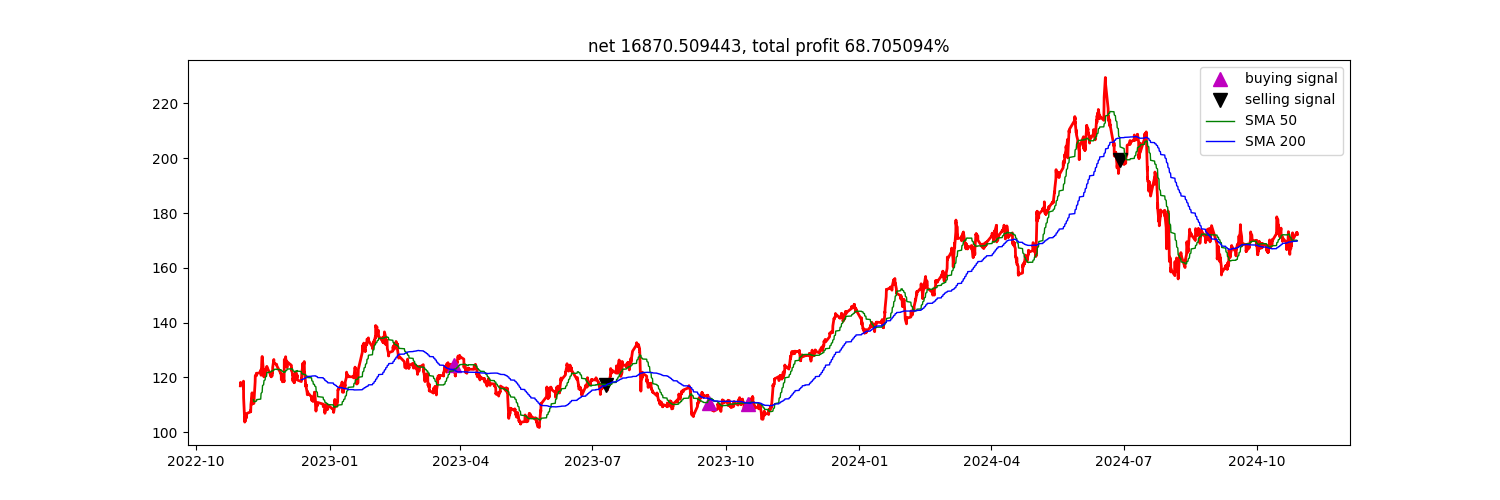 net 16870.509443, total profit 68.705094%
buying signal
selling signal
SMA 50
SMA 200
220
200
180
160
140
120
100
2022-10 2023-01 2023-04 2023-07 2023-10 2024-01 2024-04 2024-07 2024-10